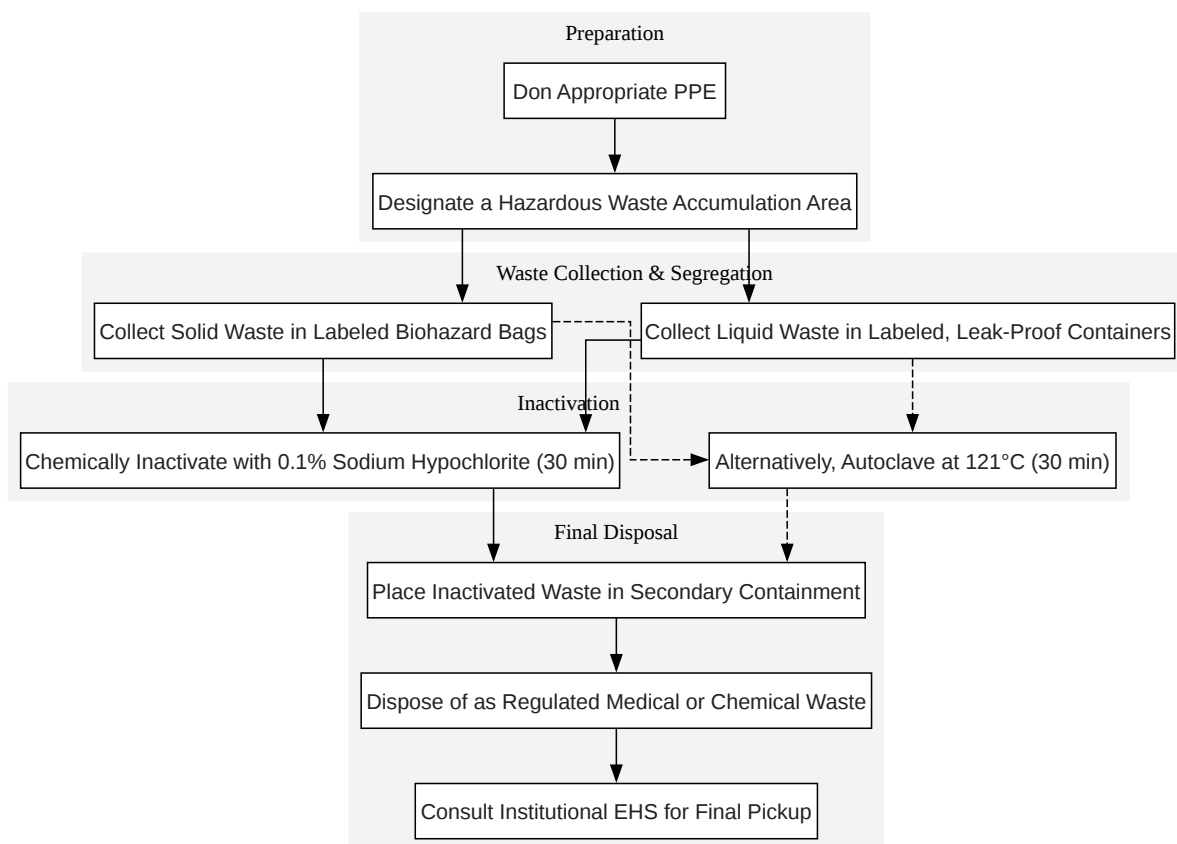 Preparation
Don Appropriate PPE
Designate a Hazardous Waste Accumulation Area
Waste Collection & Segregation
Collect Solid Waste in Labeled Biohazard Bags
Collect Liquid Waste in Labeled, Leak-Proof Containers
Inactivation
Chemically Inactivate with 0.1% Sodium Hypochlorite (30 min)
Alternatively, Autoclave at 121°C (30 min)
Final Disposal
Place Inactivated Waste in Secondary Containment
Dispose of as Regulated Medical or Chemical Waste
Consult Institutional EHS for Final Pickup